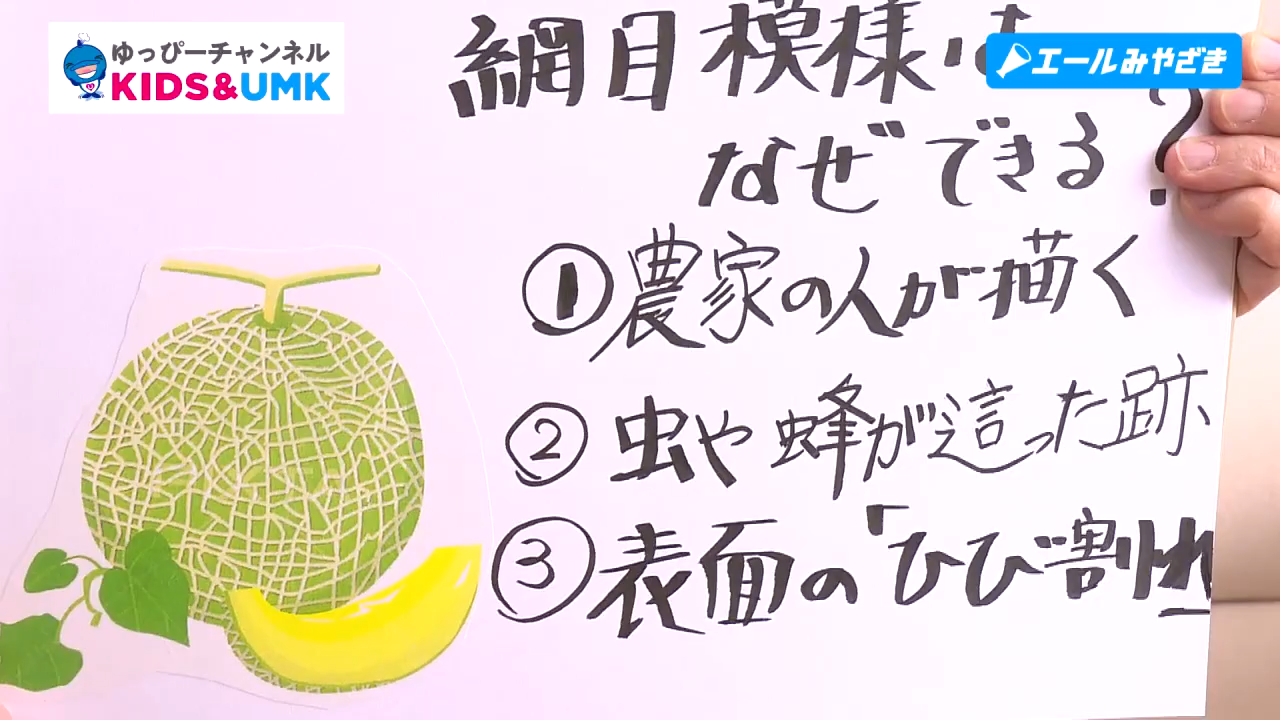 ゆっぴーチャンネル
KIDS&UMK
エールみやざき
網目模様は
なぜできる?
①農家の人が描く
②虫や蜂が這った跡
③表面の「ひび割れ